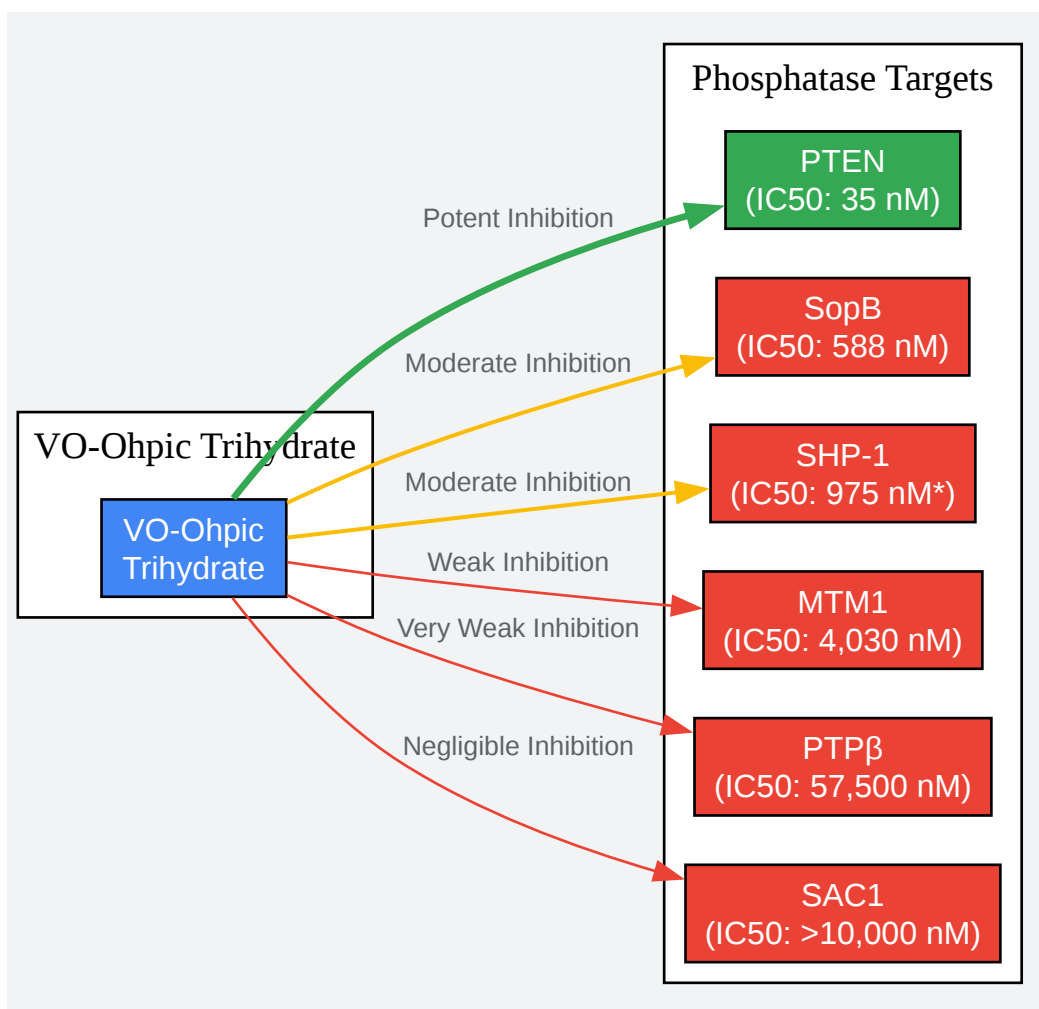 Phosphatase Targets
PTEN
(IC50: 35 nM)
Potent Inhibition
SopB
(IC50: 588 nM)
Moderate Inhibition
VO-Ohpic Trihydrate
SHP-1
(IC50: 975 nM*)
Moderate Inhibition
VO-Ohpic
Trihydrate
Weak Inhibition
MTM1
(IC50: 4,030 nM)
Very Weak Inhibition
PTPβ
(IC50: 57,500 nM)
Negligible Inhibition
SAC1
(IC50: >10,000 nM)